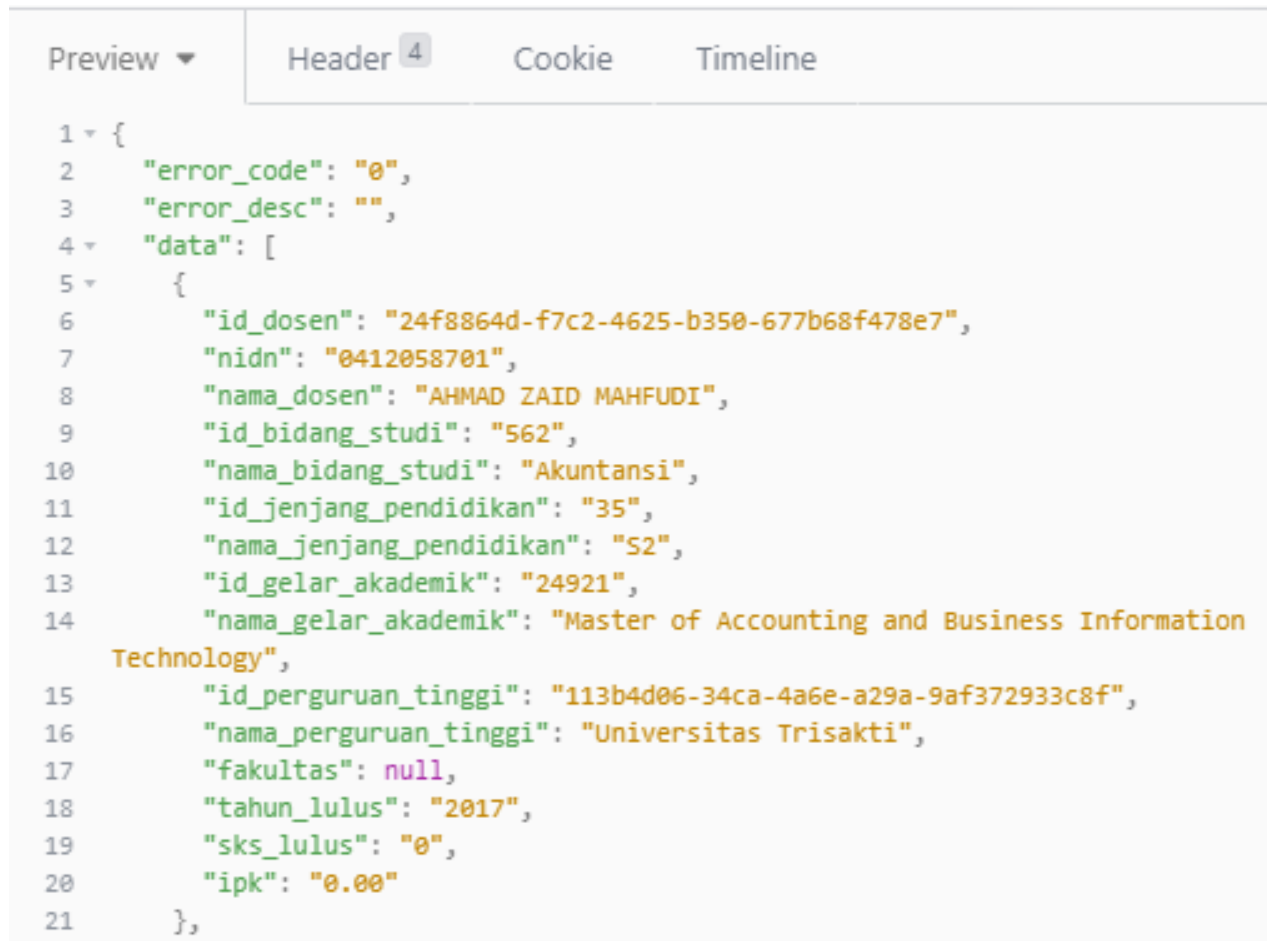 Preview Header 4 Cookie Timeline
1 {
2 "error_code": "0",
3 "error_desc": "",
4 "data": [
5 {
6 "id_dosen": "24f8864d-f7c2-4625-b350-677b68f478e7",
7 "nidn": "0412058701",
8 "nama_dosen": "AHMAD ZAID MAHFUDI",
9 "id_bidang_studi": "562",
10 "nama_bidang_studi": "Akuntansi",
11 "id_jenjang_pendidikan": "35",
12 "nama_jenjang_pendidikan": "S2",
13 "id_gelar_akademik": "24921",
14 "nama_gelar_akademik": "Master of Accounting and Business Information
Technology",
15 "id_perguruan_tinggi": "113b4d06-34ca-4a6e-a29a-9af372933c8f",
16 "nama_perguruan_tinggi": "Universitas Trisakti",
17 "fakultas": null,
18 "tahun_lulus": "2017",
19 "sks_lulus": "0",
20 "ipk": "0.00"
21 },